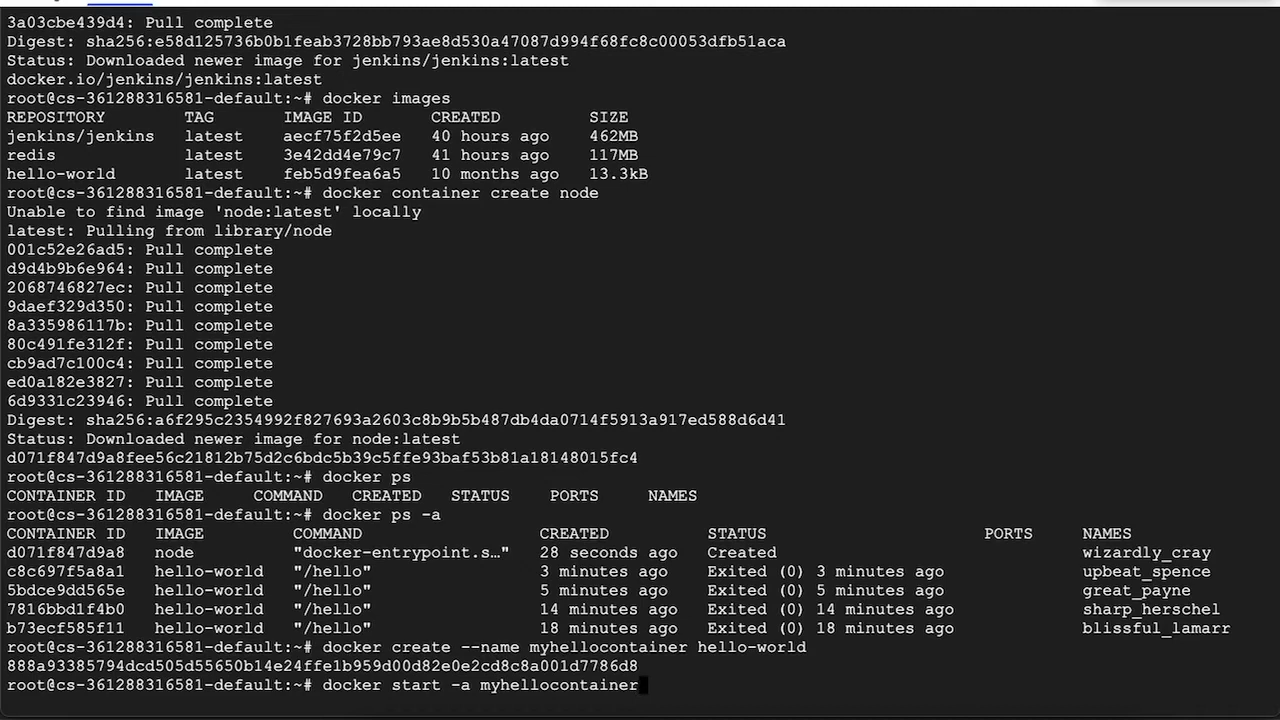 3a03cbe439d4: Pull complete
Digest: sha256:e58d125736b0b1feab3728bb793ae8d530a47087d994f68fc8c00053dfb51aca
Status: Downloaded newer image for jenkins/jenkins:latest
docker.io/jenkins/jenkins:latest
root@cs-361288316581-default:~# docker images
REPOSITORY        TAG       IMAGE ID       CREATED         SIZE
jenkins/jenkins   latest    aecf75f2d5ee   40 hours ago    462MB
redis             latest    3e42dd4e79c7   41 hours ago    117MB
hello-world       latest    feb5d9fea6a5   10 months ago   13.3kB
root@cs-361288316581-default:~# docker container create node
Unable to find image 'node:latest' locally
latest: Pulling from library/node
001c52e26ad5: Pull complete
d9d4b9b6e964: Pull complete
2068746827ec: Pull complete
9daef329d350: Pull complete
8a335986117b: Pull complete
80c491fe312f: Pull complete
cb9ad7c100c4: Pull complete
ed0a182e3827: Pull complete
6d9331c23946: Pull complete
Digest: sha256:a6f295c2354992f827693a2603c8b9b5b487db4da0714f5913a917ed588d6d41
Status: Downloaded newer image for node:latest
d071f847d9a8fee56c21812b75d2c6bdc5b39c5ffe93baf53b81a18148015fc4
root@cs-361288316581-default:~# docker ps
CONTAINER ID   IMAGE     COMMAND   CREATED   STATUS    PORTS     NAMES
root@cs-361288316581-default:~# docker ps -a
CONTAINER ID   IMAGE         COMMAND                  CREATED          STATUS                      PORTS     NAMES
d071f847d9a8   node          "docker-entrypoint.s…"   28 seconds ago   Created                               wizardly_cray
c8c697f5a8a1   hello-world   "/hello"                 3 minutes ago    Exited (0) 3 minutes ago              upbeat_spence
5bdce9dd565e   hello-world   "/hello"                 5 minutes ago    Exited (0) 5 minutes ago              great_payne
7816bbd1f4b0   hello-world   "/hello"                 14 minutes ago   Exited (0) 14 minutes ago             sharp_herschel
b73ecf585f11   hello-world   "/hello"                 18 minutes ago   Exited (0) 18 minutes ago             blissful_lamarr
root@cs-361288316581-default:~# docker create --name myhellocontainer hello-world
888a93385794dcd505d55650b14e24ffe1b959d00d82e0e2cd8c8a001d7786d8
root@cs-361288316581-default:~# docker start -a myhellocontainer